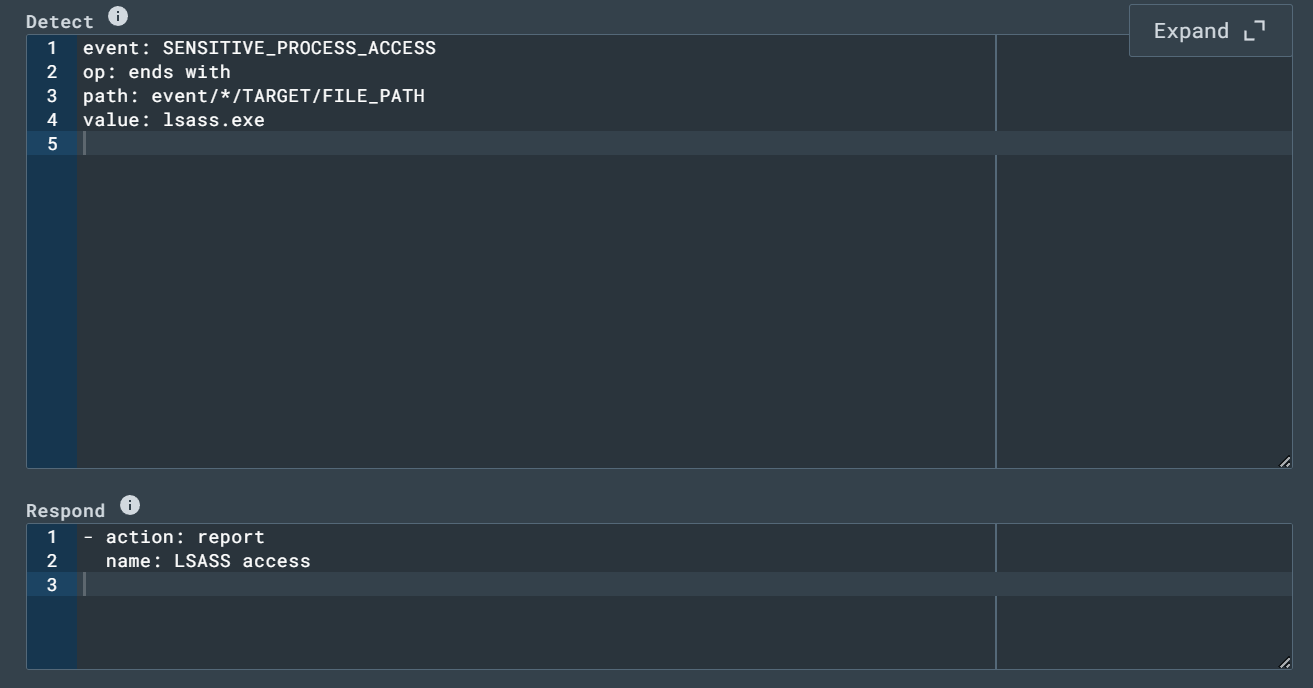 Detect
Expand
1 event: SENSITIVE_PROCESS_ACCESS
2 op: ends with
3 path: event/*/TARGET/FILE_PATH
4 value: lsass.exe
5
Respond
1 - action: report
2   name: LSASS access
3